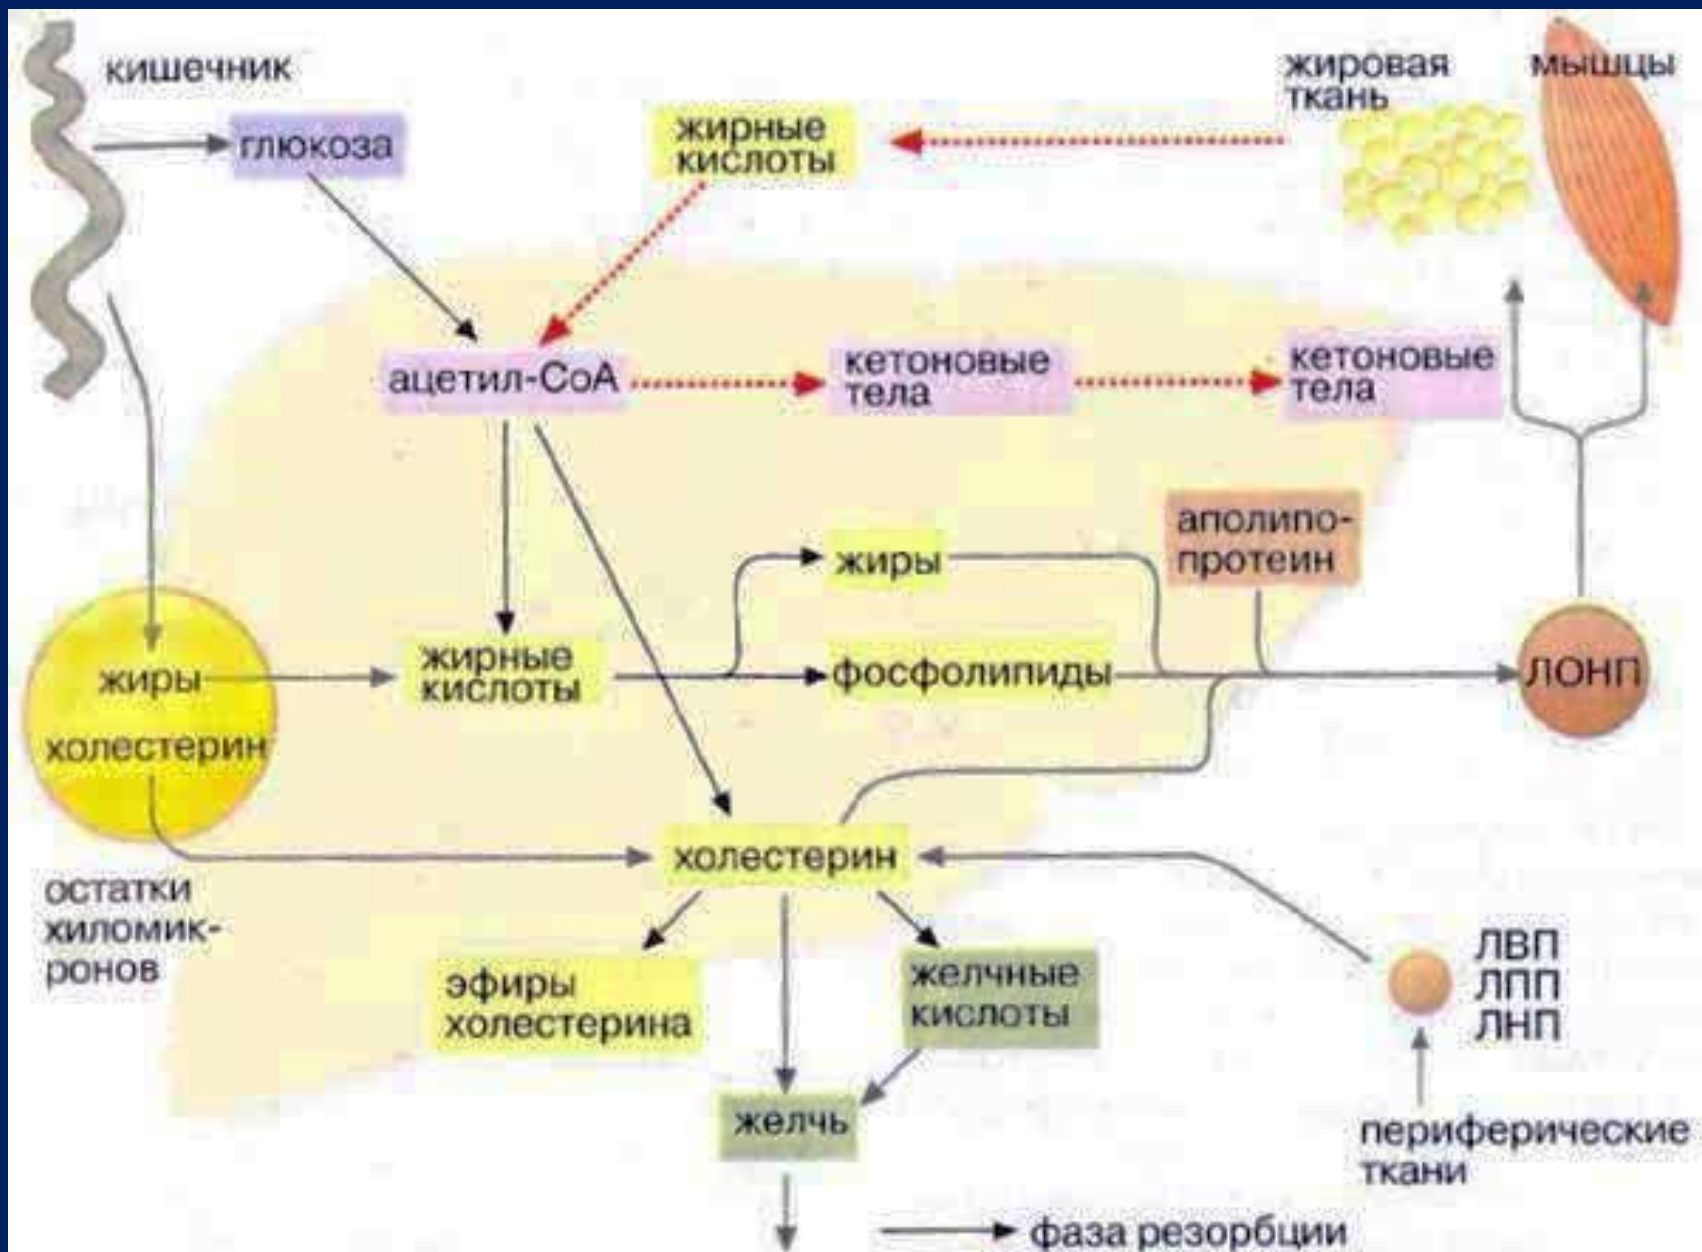 кишечник
глюкоза
жирные
кислоты
жировая
ткань
мышцы
ацетил-СоА
кетоновые
тела
кетоновые
тела
аполипо-
протеин
жиры
жиры
холестерин
жирные
кислоты
фосфолипиды
ЛОНП
холестерин
остатки
хиломик-
ронов
эфиры
холестерина
желчные
кислоты
ЛВП
ЛПП
ЛНП
желчь
периферические
ткани
фаза резорбции